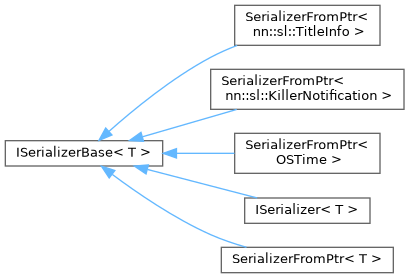 SerializerFromPtr<
nn::sl::TitleInfo >
SerializerFromPtr<
nn::sl::KillerNotification >
ISerializerBase< T >
SerializerFromPtr<
OSTime >
ISerializer< T >
SerializerFromPtr< T >